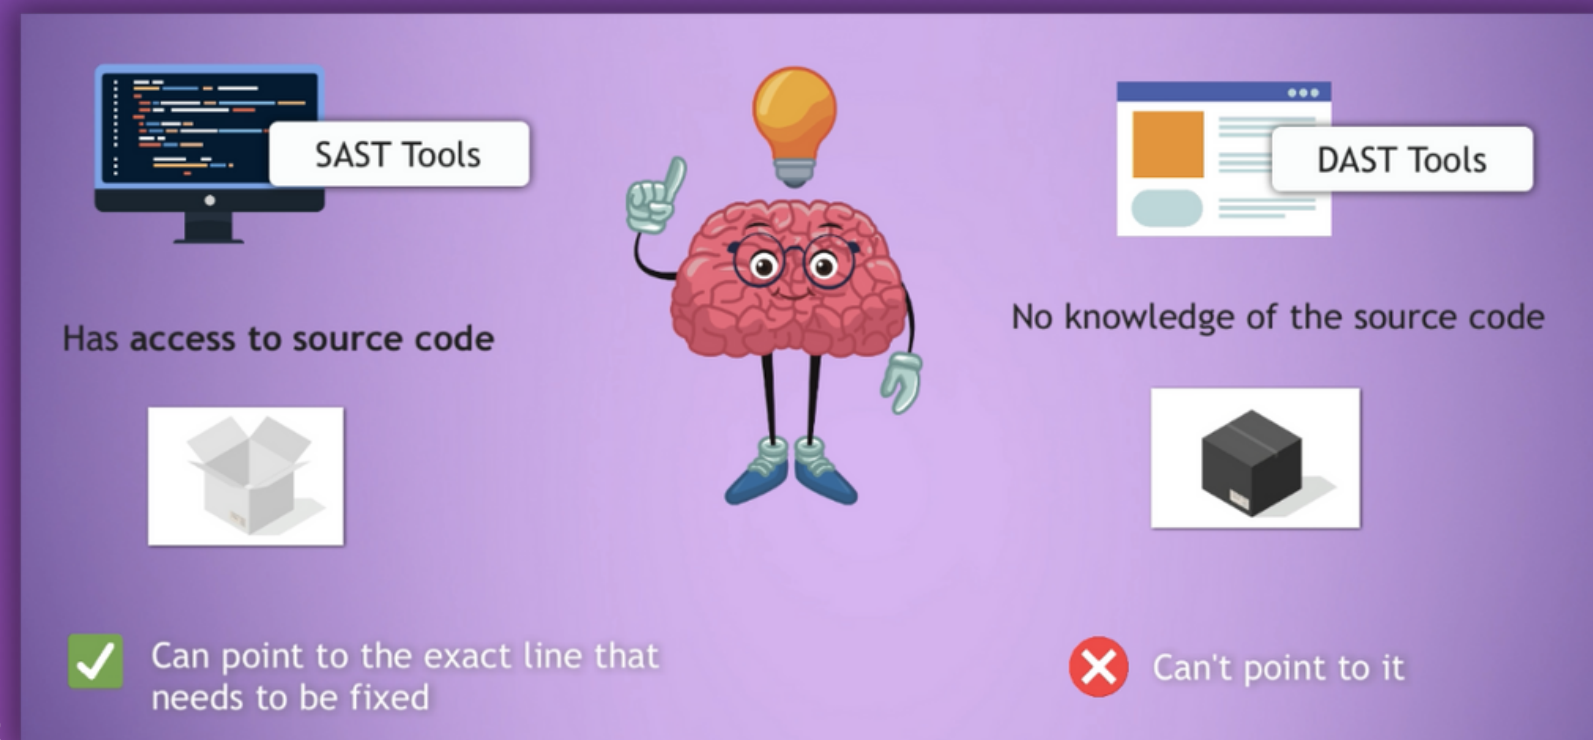 SAST Tools
Has access to source code
Can point to the exact line that
needs to be fixed
DAST Tools
No knowledge of the source code
Can't point to it